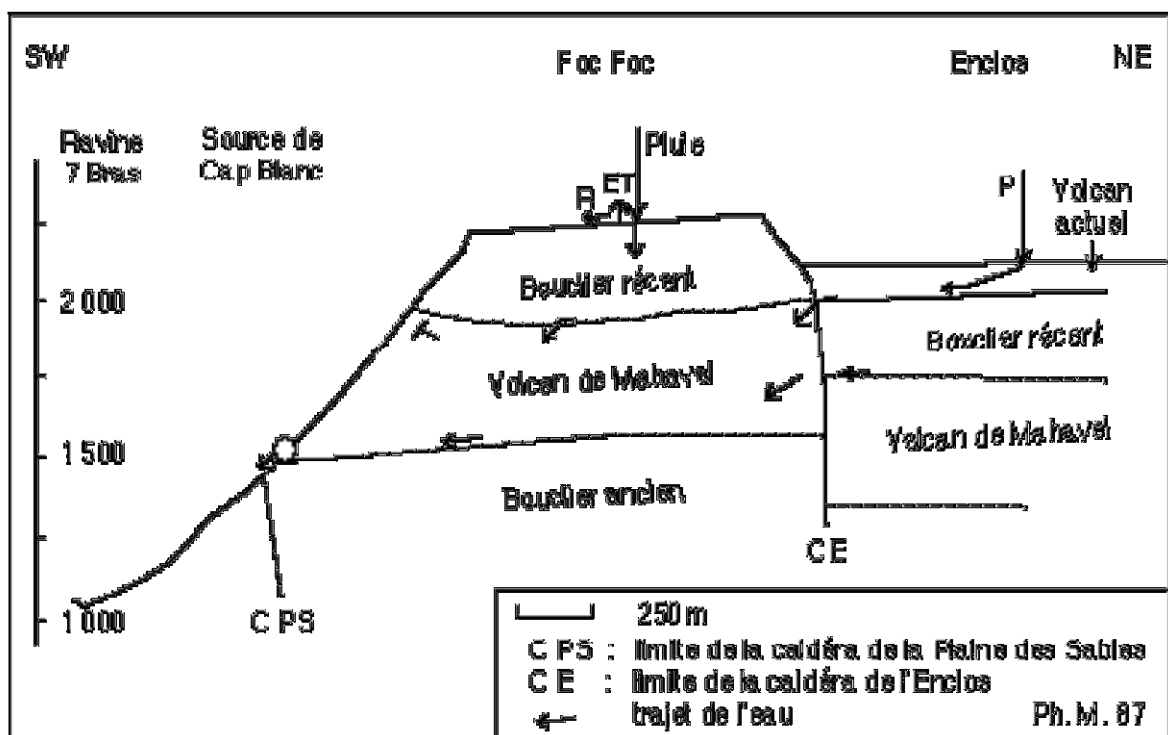 SW
Foc Foc
Enclos
NE
Ravine
7 Bras
Source de
Cap Blanc
Pluie
ET
R
P
Volcan
actuel
Bouclier récent
2 000
Bouclier récent
Volcan de Mahavel
Volcan de Mahavel
1 500
Bouclier ancien
C E
1 000
C PS
250 m
C PS : limite de la caldéra de la Plaine des Sables
C E : limite de la caldéra de l'Enclos
trajet de l'eau
Ph. M. 87